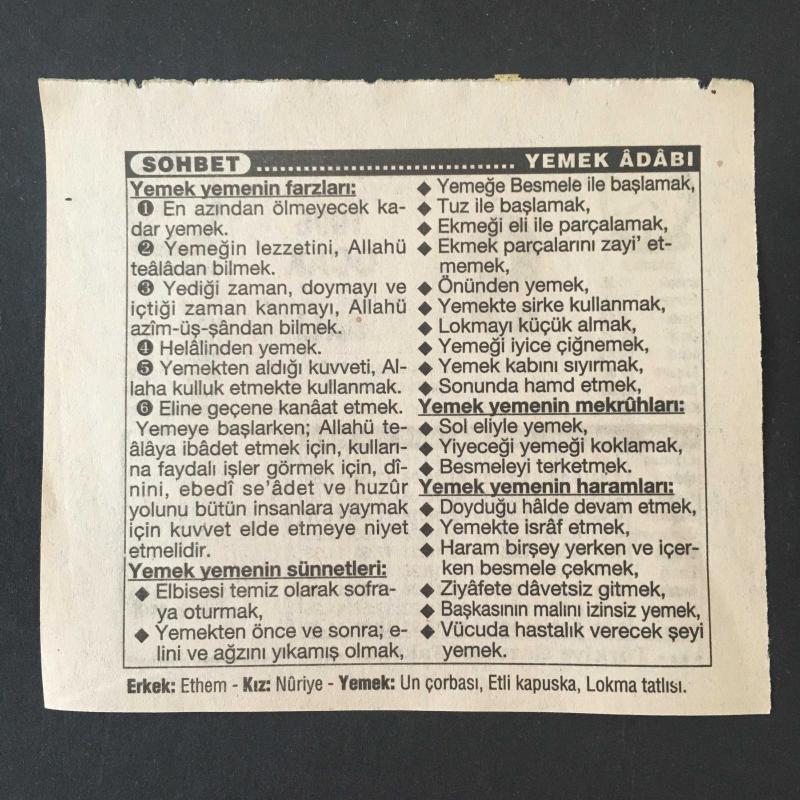 SOHBET ........................................ YEMEK ÂDÂBI
Yemek yemenin farzları:
❶ En azından ölmeyecek ka-
dar yemek.
❷ Yemeğin lezzetini, Allahü
teâlâdan bilmek.
❸ Yediği zaman, doymayı ve
içtiği zaman kanmayı, Allahü
azîm-üş-şândan bilmek.
❹ Helâlinden yemek.
❺ Yemekten aldığı kuvveti, Al-
laha kulluk etmekte kullanmak.
❻ Eline geçene kanâat etmek.
Yemeye başlarken; Allahü te-
âlâya ibâdet etmek için, kulları-
na faydalı işler görmek için, dî-
nini, ebedî se'âdet ve huzûr
yolunu bütün insanlara yaymak
için kuvvet elde etmeye niyet
etmelidir.
Yemek yemenin sünnetleri:
◆ Elbisesi temiz olarak sofra-
ya oturmak,
◆ Yemekten önce ve sonra; e-
lini ve ağzını yıkamış olmak,
◆ Yemeğe Besmele ile başlamak,
◆ Tuz ile başlamak,
◆ Ekmeği eli ile parçalamak,
◆ Ekmek parçalarını zayi' et-
memek,
◆ Önünden yemek,
◆ Yemekte sirke kullanmak,
◆ Lokmayı küçük almak,
◆ Yemeği iyice çiğnemek,
◆ Yemek kabını sıyırmak,
◆ Sonunda hamd etmek,
Yemek yemenin mekrûhları:
◆ Sol eliyle yemek,
◆ Yiyeceği yemeği koklamak,
◆ Besmeleyi terketmek.
Yemek yemenin haramları:
◆ Doyduğu hâlde devam etmek,
◆ Yemekte isrâf etmek,
◆ Haram birşey yerken ve içer-
ken besmele çekmek,
◆ Ziyâfete dâvetsiz gitmek,
◆ Başkasının malını izinsiz yemek,
◆ Vücuda hastalık verecek şeyi
yemek.
Erkek: Ethem - Kız: Nûriye - Yemek: Un çorbası, Etli kapuska, Lokma tatlısı.